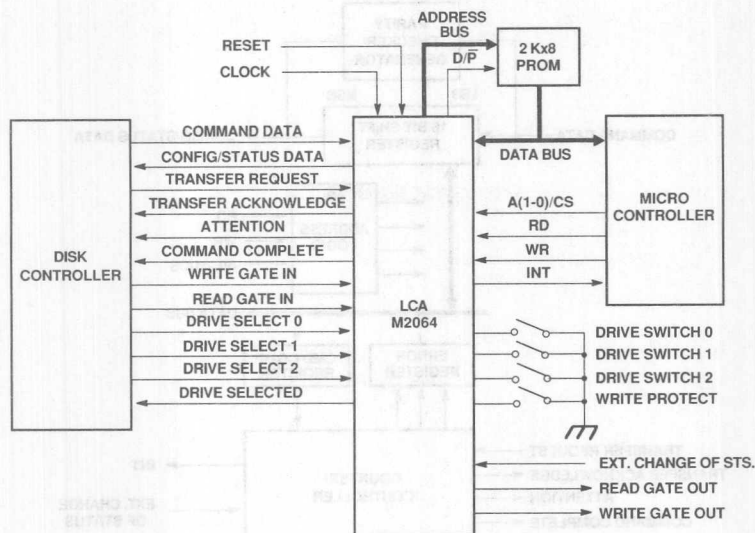 ADDRESS
BUS
RESET
CLOCK
D/P̅
2 Kx8
PROM
DATA BUS
DISK
CONTROLLER
COMMAND DATA
CONFIG/STATUS DATA
TRANSFER REQUEST
TRANSFER ACKNOWLEDGE
ATTENTION
COMMAND COMPLETE
WRITE GATE IN
READ GATE IN
DRIVE SELECT 0
DRIVE SELECT 1
DRIVE SELECT 2
DRIVE SELECTED
LCA
M2064
A(1-0)/CS
RD
WR
INT
MICRO
CONTROLLER
DRIVE SWITCH 0
DRIVE SWITCH 1
DRIVE SWITCH 2
WRITE PROTECT
EXT. CHANGE OF STS.
READ GATE OUT
WRITE GATE OUT